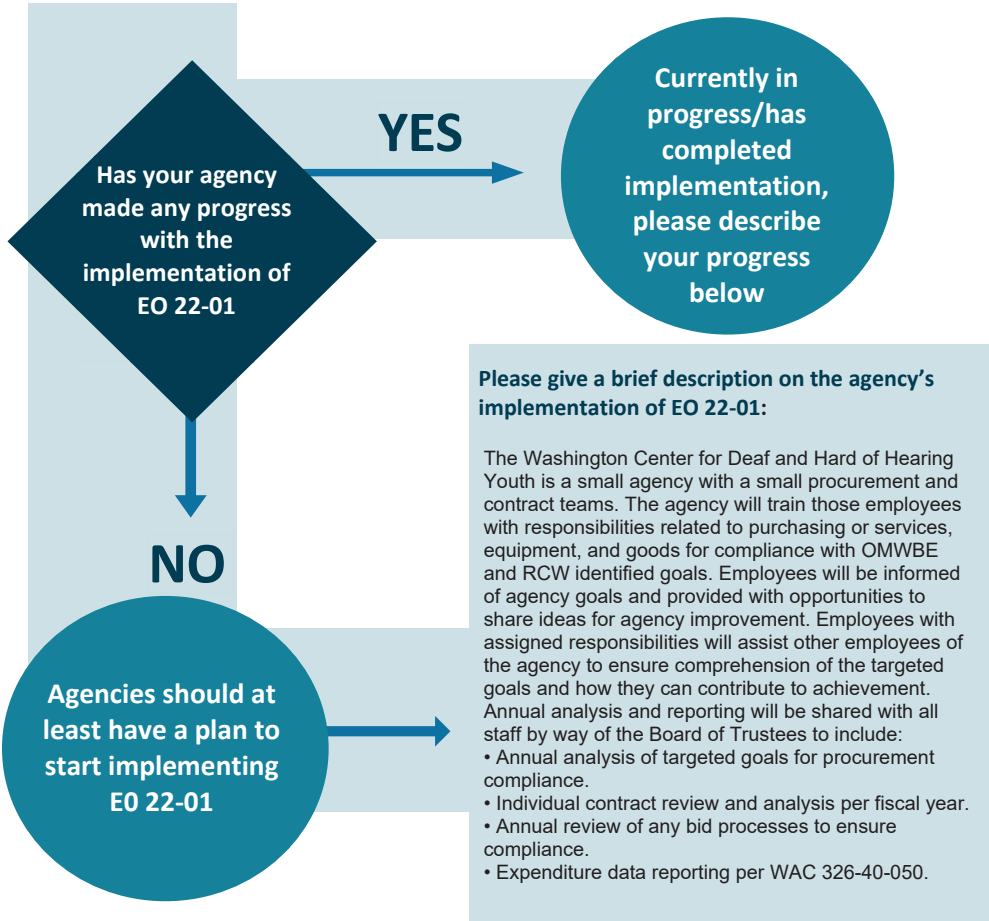 Has your agency
made any progress
with the
implementation of
EO 22-01
YES
Currently in
progress/has
completed
implementation,
please describe
your progress
below
NO
Agencies should at
least have a plan to
start implementing
E0 22-01
Please give a brief description on the agency’s
implementation of EO 22-01:
The Washington Center for Deaf and Hard of Hearing
Youth is a small agency with a small procurement and
contract teams. The agency will train those employees
with responsibilities related to purchasing or services,
equipment, and goods for compliance with OMWBE
and RCW identified goals. Employees will be informed
of agency goals and provided with opportunities to
share ideas for agency improvement. Employees with
assigned responsibilities will assist other employees of
the agency to ensure comprehension of the targeted
goals and how they can contribute to achievement.
Annual analysis and reporting will be shared with all
staff by way of the Board of Trustees to include:
• Annual analysis of targeted goals for procurement
compliance.
• Individual contract review and analysis per fiscal year.
• Annual review of any bid processes to ensure
compliance.
• Expenditure data reporting per WAC 326-40-050.